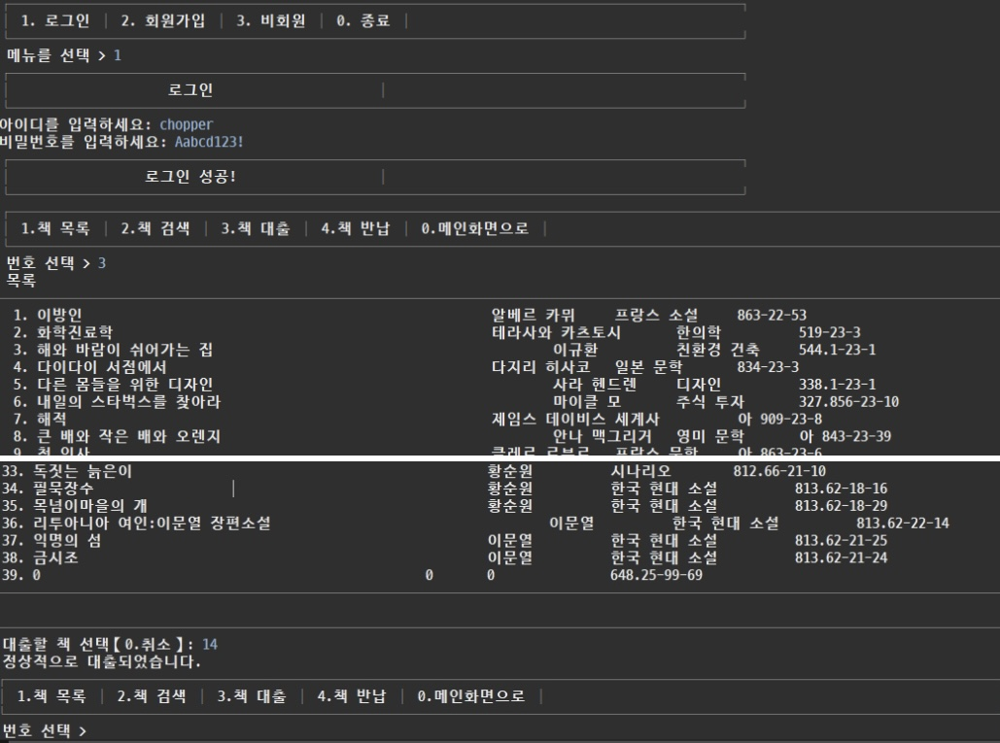 1. 로그인 | 2. 회원가입 | 3. 비회원 | 0. 종료 |
메뉴를 선택 > 1
로그인 |
아이디를 입력하세요: chopper
비밀번호를 입력하세요: Aabcd123!
로그인 성공! |
1.책 목록 | 2.책 검색 | 3.책 대출 | 4.책 반납 | 0.메인화면으로 |
번호 선택 > 3
목록
1. 이방인 알베르 카뮈 프랑스 소설 863-22-53
2. 화학진료학 테라사와 카츠토시 한의학 519-23-3
3. 해와 바람이 쉬어가는 집 이규환 친환경 건축 544.1-23-1
4. 다이다이 서점에서 다지리 히사코 일본 문학 834-23-3
5. 다른 몸들을 위한 디자인 사라 헨드렌 디자인 338.1-23-1
6. 내일의 스타벅스를 찾아라 마이클 모 주식 투자 327.856-23-10
7. 해적 제임스 데이비스 세계사 아 909-23-8
8. 큰 배와 작은 배와 오렌지 안나 맥그리거 영미 문학 아 843-23-39
9. 첫 인사 클레르 르브르 프랑스 문학 아 863-23-6
33. 독짓는 늙은이 황순원 시나리오 812.66-21-10
34. 필묵장수 황순원 한국 현대 소설 813.62-18-16
35. 목넘이마을의 개 황순원 한국 현대 소설 813.62-18-29
36. 리투아니아 여인:이문열 장편소설 이문열 한국 현대 소설 813.62-22-14
37. 익명의 섬 이문열 한국 현대 소설 813.62-21-25
38. 금시조 이문열 한국 현대 소설 813.62-21-24
39. 0 0 0 648.25-99-69
대출할 책 선택【0.취소】: 14
정상적으로 대출되었습니다.
1.책 목록 | 2.책 검색 | 3.책 대출 | 4.책 반납 | 0.메인화면으로 |
번호 선택 >